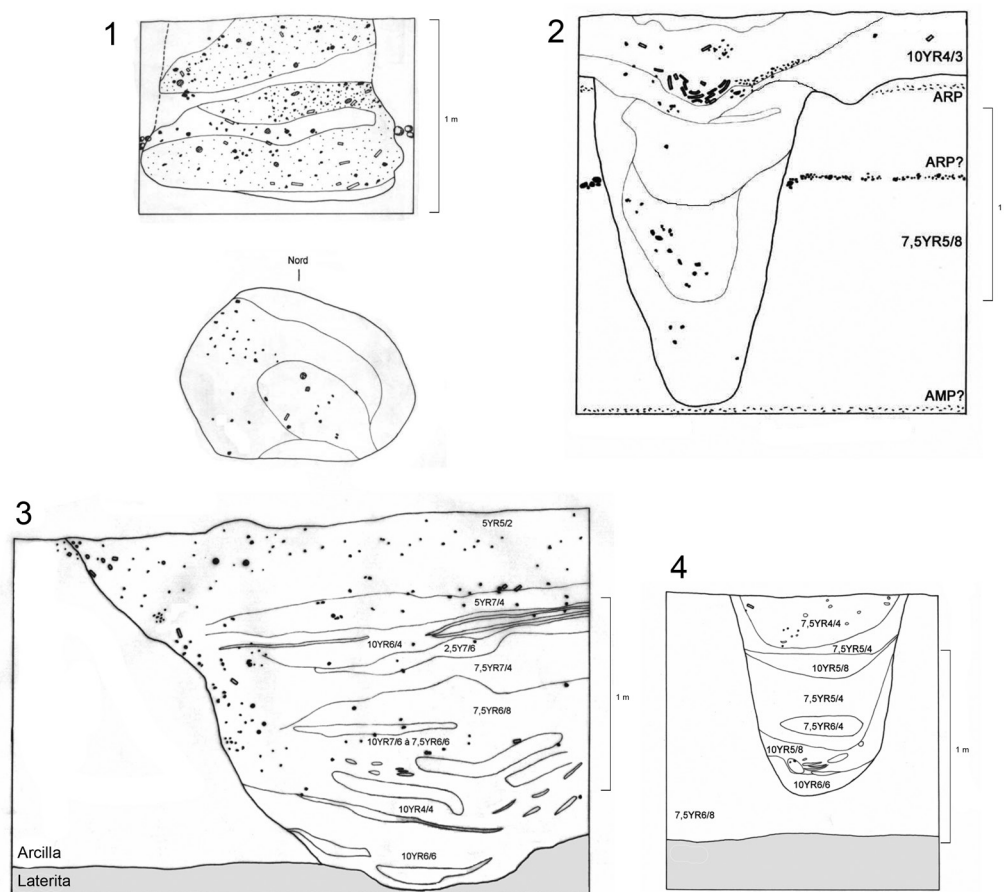 1
1 m
Nord
2
10YR4/3
ARP
ARP?
7,5YR5/8
AMP?
1
3
5YR5/2
5YR7/4
10YR6/4
2,5Y7/6
7,5YR7/4
7,5YR6/8
10YR7/6 à 7,5YR6/6
10YR4/4
10YR6/6
1 m
Arcilla
Laterita
4
7,5YR4/4
7,5YR5/4
10YR5/8
7,5YR5/4
7,5YR6/4
10YR5/8
10YR6/6
7,5YR6/8
1 m